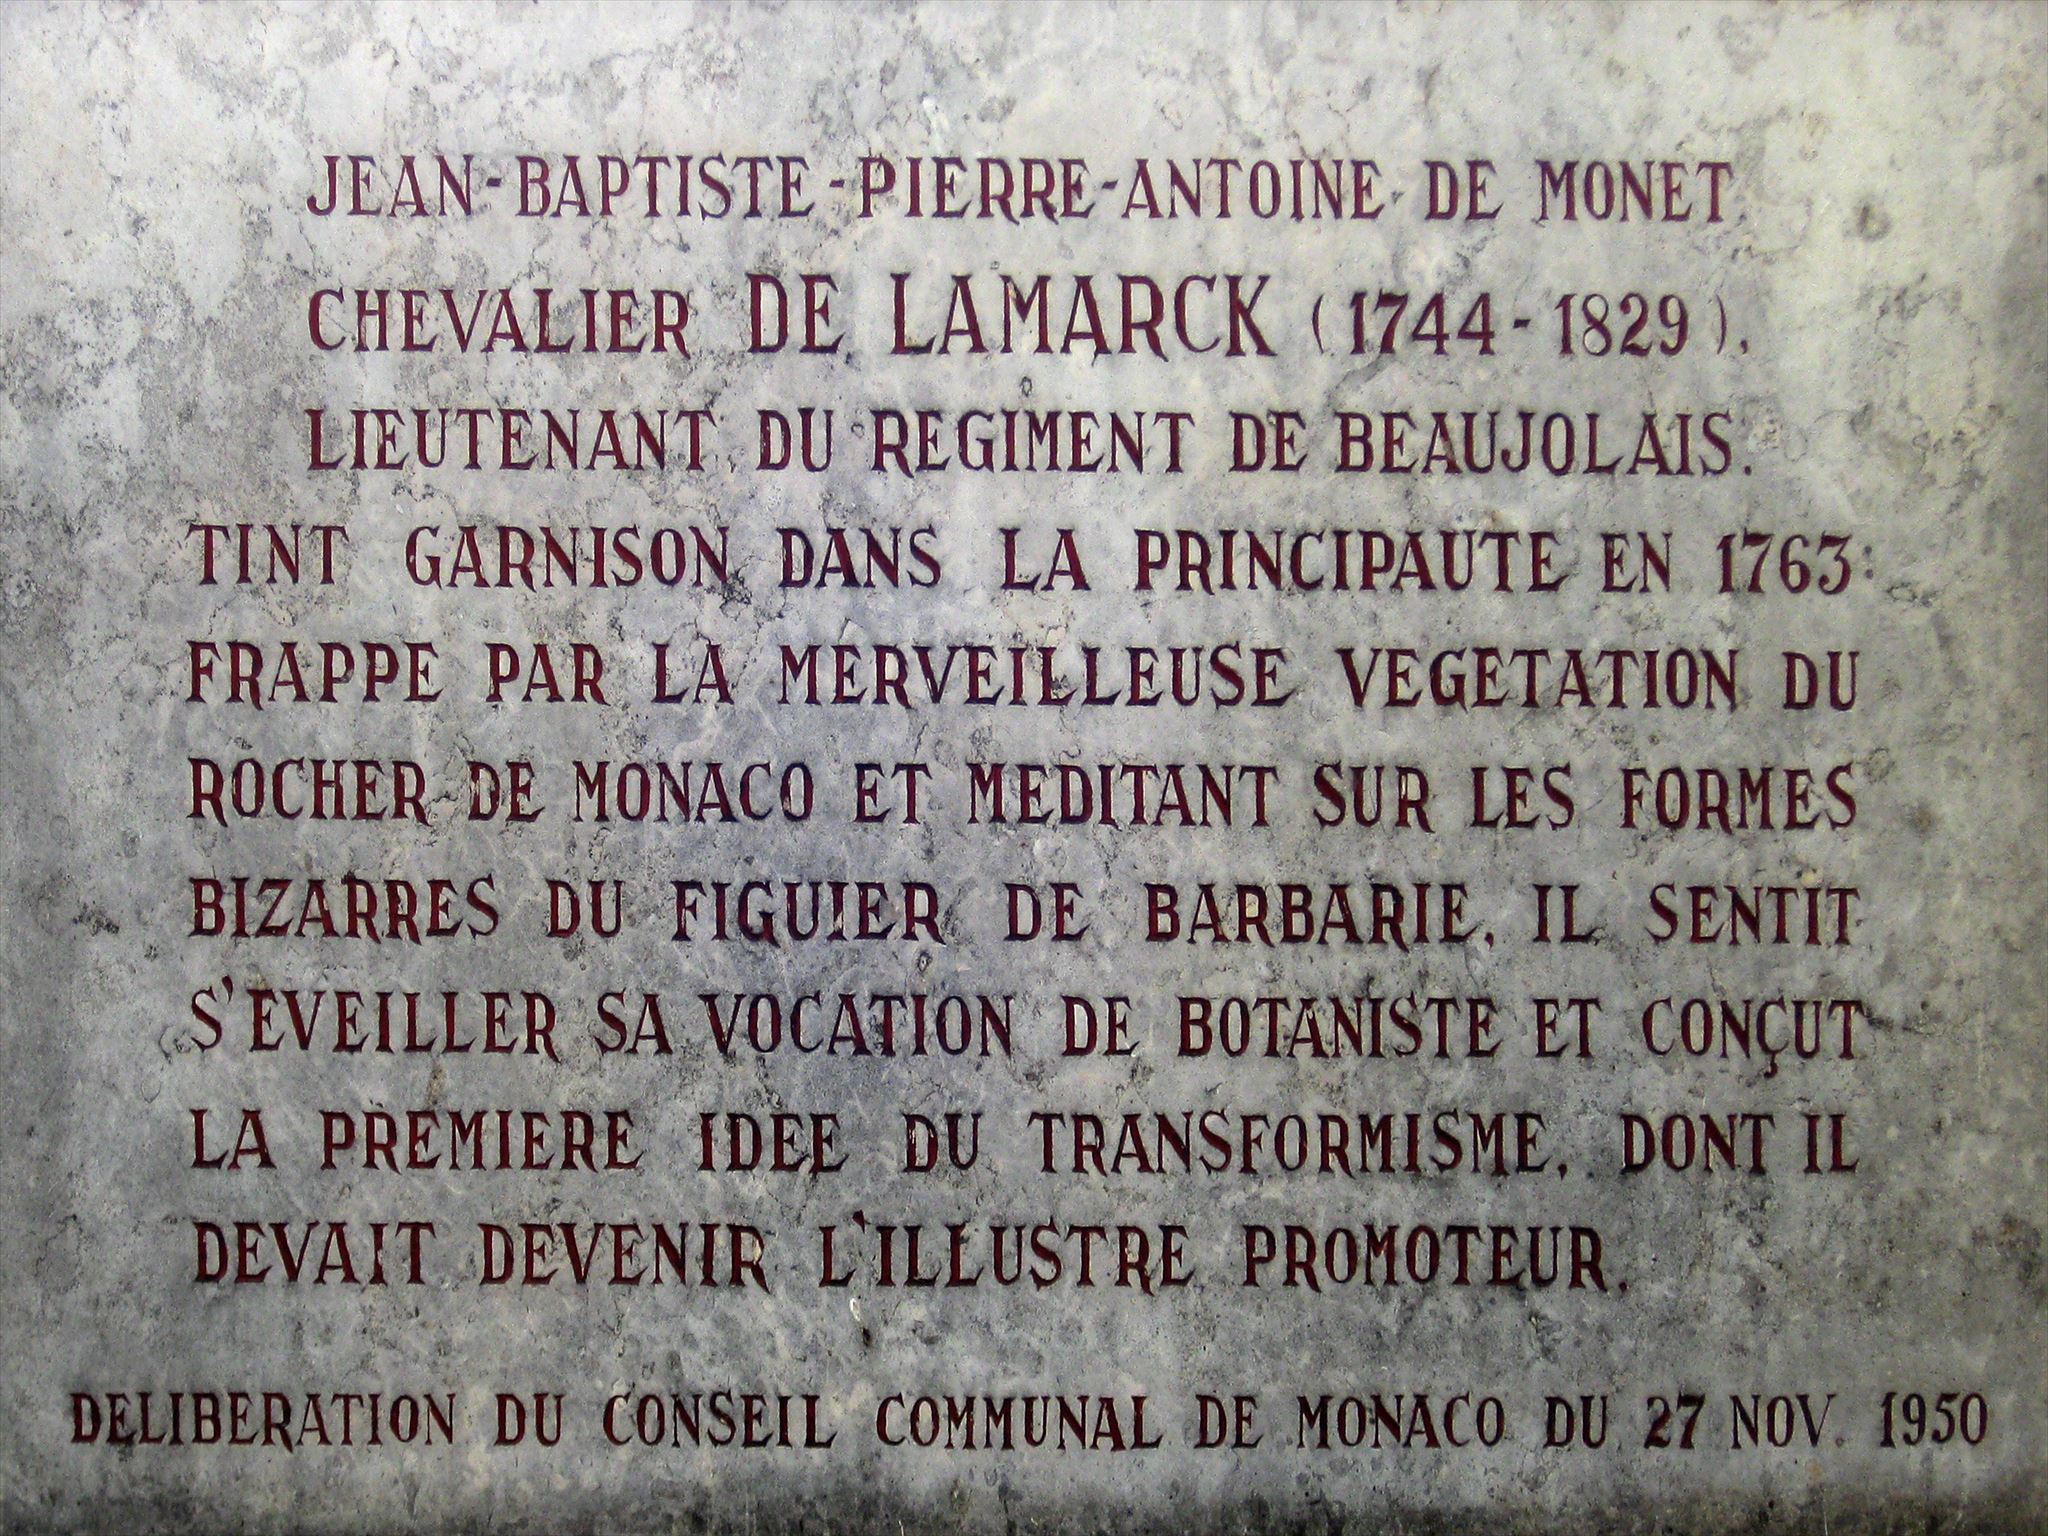 JEAN-BAPTISTE-PIERRE-ANTOINE DE MONET
CHEVALIER DE LAMARCK (1744-1829),
LIEUTENANT DU REGIMENT DE BEAUJOLAIS.
TINT GARNISON DANS LA PRINCIPAUTE EN 1763:
FRAPPE PAR LA MERVEILLEUSE VEGETATION DU
ROCHER DE MONACO ET MEDITANT SUR LES FORMES
BIZARRES DU FIGUIER DE BARBARIE, IL SENTIT
S'EVEILLER SA VOCATION DE BOTANISTE ET CONÇUT
LA PREMIERE IDEE DU TRANSFORMISME, DONT IL
DEVAIT DEVENIR L'ILLUSTRE PROMOTEUR.
DELIBERATION DU CONSEIL COMMUNAL DE MONACO DU 27 NOV. 1950